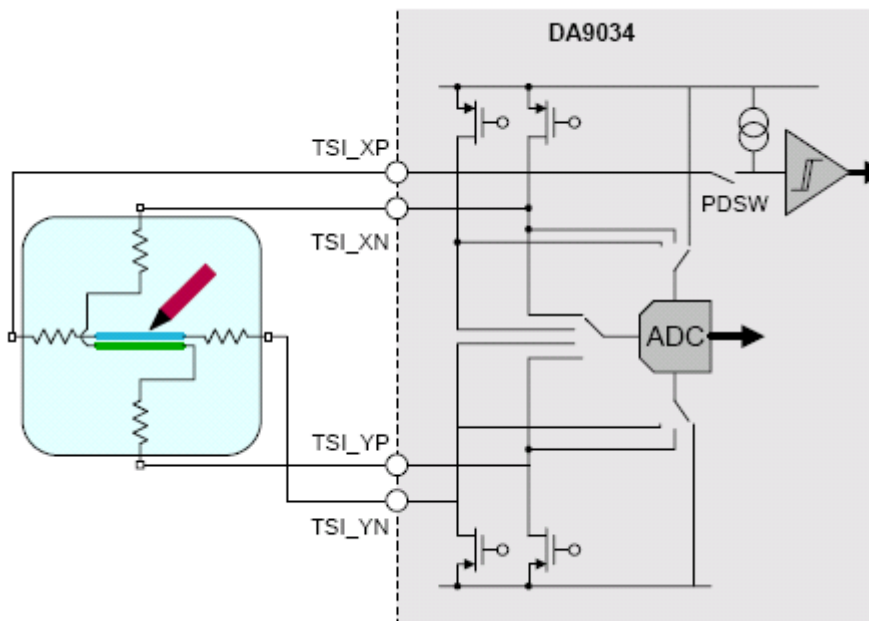 DA9034
TSI_XP
PDSW
TSI_XN
ADC
TSI_YP
TSI_YN